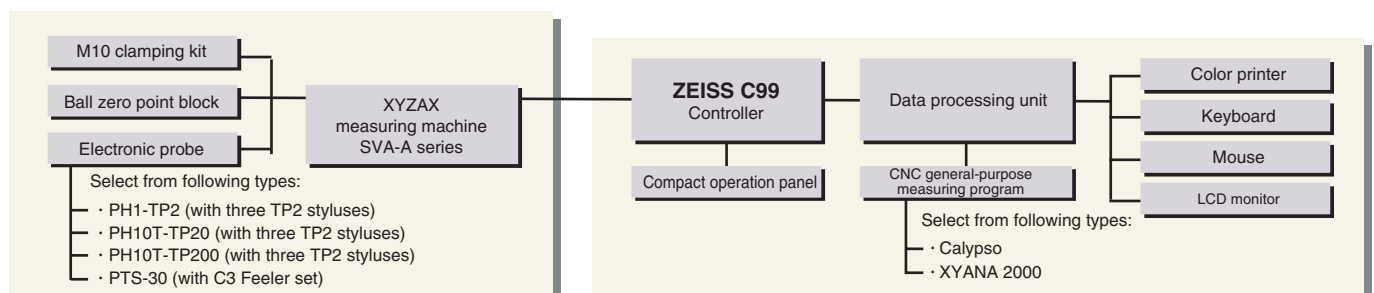 M10 clamping kit
Ball zero point block
Electronic probe
Select from following types:
· PH1-TP2 (with three TP2 styluses)
· PH10T-TP20 (with three TP2 styluses)
· PH10T-TP200 (with three TP2 styluses)
· PTS-30 (with C3 Feeler set)
XYZAX
measuring machine
SVA-A series
ZEISS C99
Controller
Compact operation panel
Data processing unit
CNC general-purpose
measuring program
Select from following types:
· Calypso
· XYANA 2000
Color printer
Keyboard
Mouse
LCD monitor